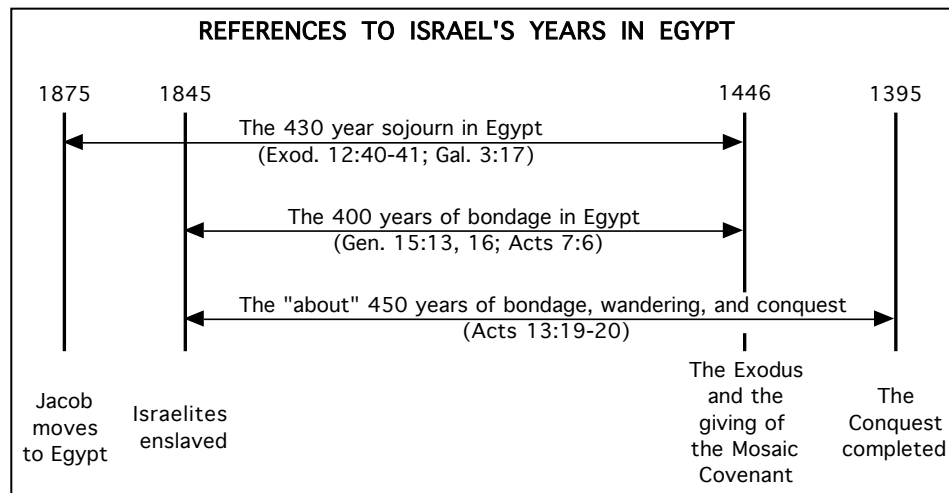 REFERENCES TO ISRAEL'S YEARS IN EGYPT
1875 1845 1446 1395
The 430 year sojourn in Egypt
(Exod. 12:40-41; Gal. 3:17)
The 400 years of bondage in Egypt
(Gen. 15:13, 16; Acts 7:6)
The "about" 450 years of bondage, wandering, and conquest
(Acts 13:19-20)
Jacob
moves
to Egypt
Israelites
enslaved
The Exodus
and the
giving of
the Mosaic
Covenant
The
Conquest
completed